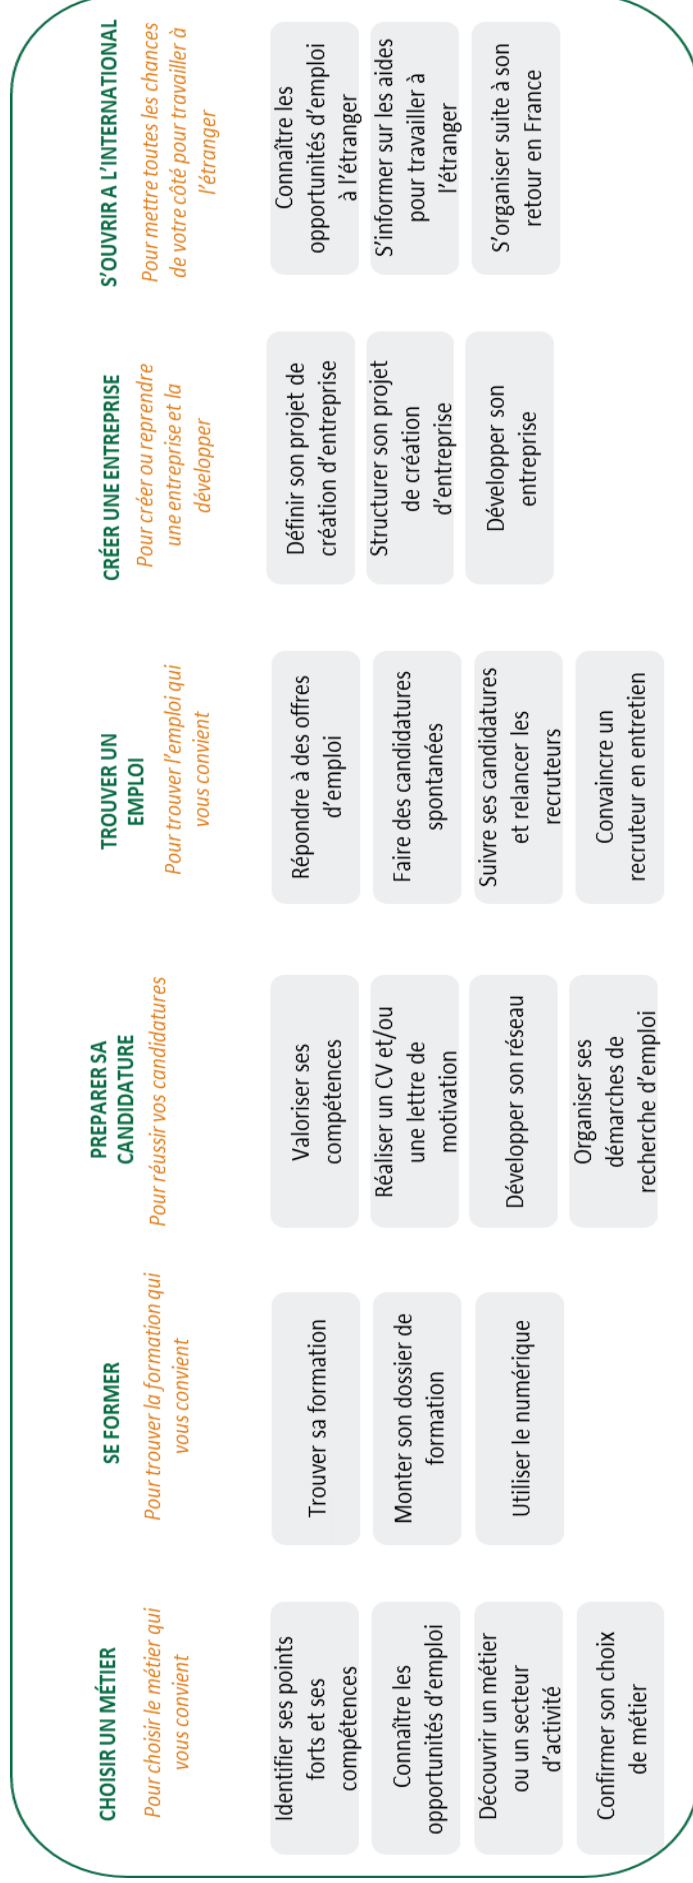 CHOISIR UN MÉTIER
Pour choisir le métier qui
vous convient
Identifier ses points
forts et ses
compétences
Connaître les
opportunités d'emploi
Découvrir un métier
ou un secteur
d'activité
Confirmer son choix
de métier
SE FORMER
Pour trouver la formation qui
vous convient
Trouver sa formation
Monter son dossier de
formation
Utiliser le numérique
PREPARER SA
CANDIDATURE
Pour réussir vos candidatures
Valoriser ses
compétences
Réaliser un CV et/ou
une lettre de
motivation
Développer son réseau
Organiser ses
démarches de
recherche d'emploi
TROUVER UN
EMPLOI
Pour trouver l'emploi qui
vous convient
Répondre à des offres
d'emploi
Faire des candidatures
spontanées
Suivre ses candidatures
et relancer les
recruteurs
Convaincre un
recruteur en entretien
CRÉER UNE ENTREPRISE
Pour créer ou reprendre
une entreprise et la
développer
Définir son projet de
création d'entreprise
Structurer son projet
de création
d'entreprise
Développer son
entreprise
S'OUVRIR A L'INTERNATIONAL
Pour mettre toutes les chances
de votre côté pour travailler à
l'étranger
Connaître les
opportunités d'emploi
à l'étranger
S'informer sur les aides
pour travailler à
l'étranger
S'organiser suite à son
retour en France